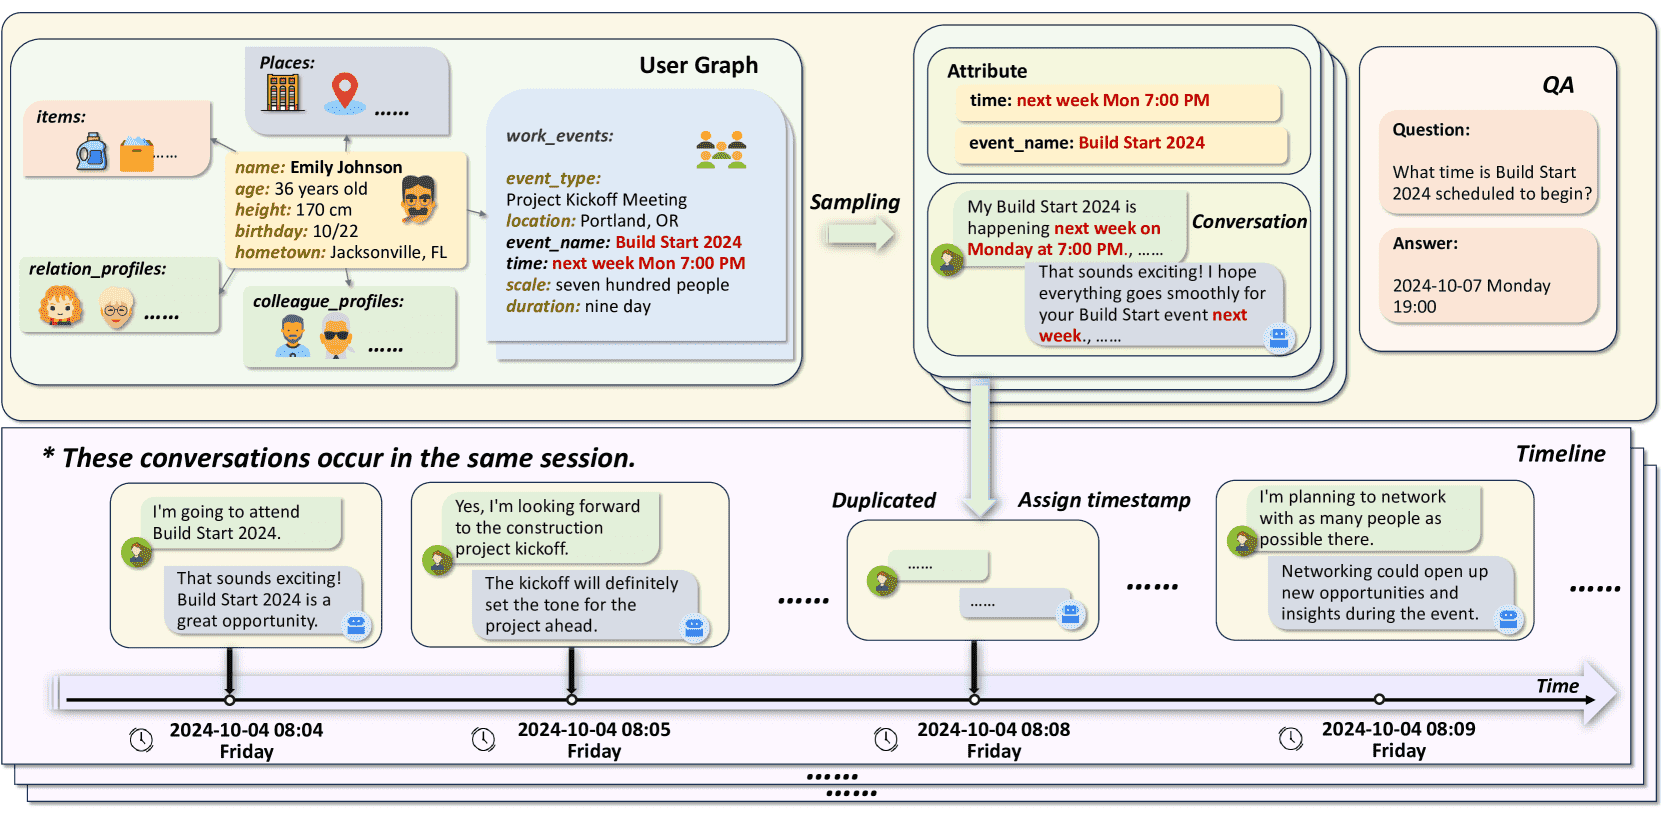 User Graph
Places:
......
items:
......
name: Emily Johnson
age: 36 years old
height: 170 cm
birthday: 10/22
hometown: Jacksonville, FL
relation_profiles:
......
colleague_profiles:
......
work_events:
event_type:
Project Kickoff Meeting
location: Portland, OR
event_name: Build Start 2024
time: next week Mon 7:00 PM
scale: seven hundred people
duration: nine day
Sampling
Attribute
time: next week Mon 7:00 PM
event_name: Build Start 2024
Conversation
My Build Start 2024 is
happening next week on
Monday at 7:00 PM., ......
That sounds exciting! I hope
everything goes smoothly for
your Build Start event next
week., ......
QA
Question:
What time is Build Start
2024 scheduled to begin?
Answer:
2024-10-07 Monday
19:00
* These conversations occur in the same session.
Timeline
I'm going to attend
Build Start 2024.
That sounds exciting!
Build Start 2024 is a
great opportunity.
Yes, I'm looking forward
to the construction
project kickoff.
The kickoff will definitely
set the tone for the
project ahead.
......
Duplicated
Assign timestamp
......
......
......
I'm planning to network
with as many people as
possible there.
Networking could open up
new opportunities and
insights during the event.
......
Time
2024-10-04 08:04
Friday
2024-10-04 08:05
Friday
2024-10-04 08:08
Friday
2024-10-04 08:09
Friday
......
......